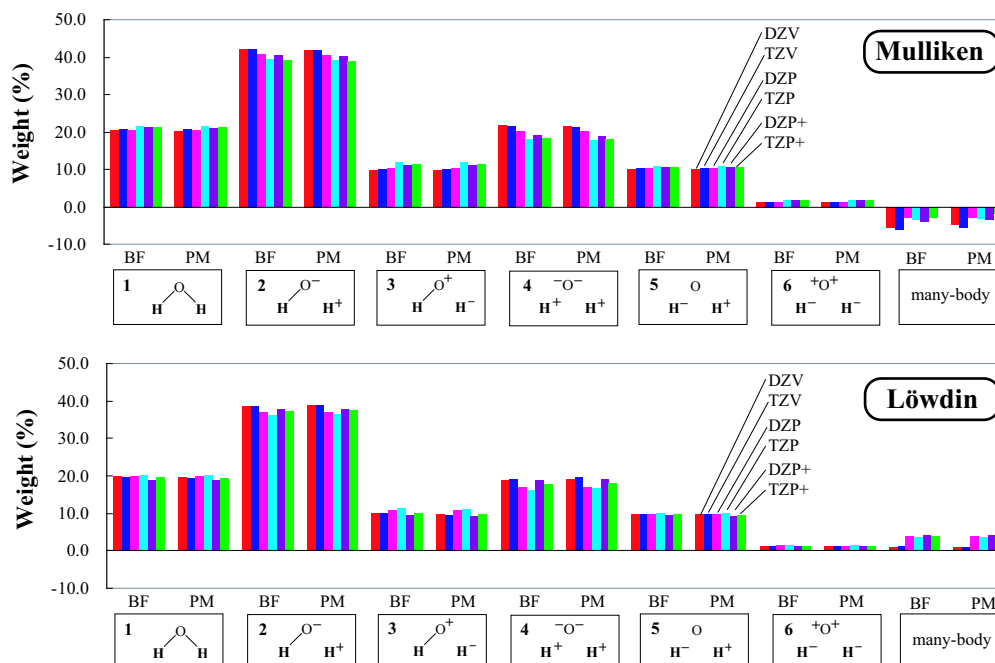 50.0
40.0
30.0
20.0
10.0
0.0
-10.0
Weight (%)
Mulliken
DZV
TZV
DZP
TZP
DZP+
TZP+
BF PM BF PM BF PM BF PM BF PM BF PM BF PM
1 O H H
2 O− H H+
3 O+ H H−
4 −O− H+ H+
5 O H− H+
6 +O+ H− H−
many-body
50.0
40.0
30.0
20.0
10.0
0.0
-10.0
Weight (%)
Löwdin
DZV
TZV
DZP
TZP
DZP+
TZP+
BF PM BF PM BF PM BF PM BF PM BF PM BF PM
1 O H H
2 O− H H+
3 O+ H H−
4 −O− H+ H+
5 O H− H+
6 +O+ H− H−
many-body